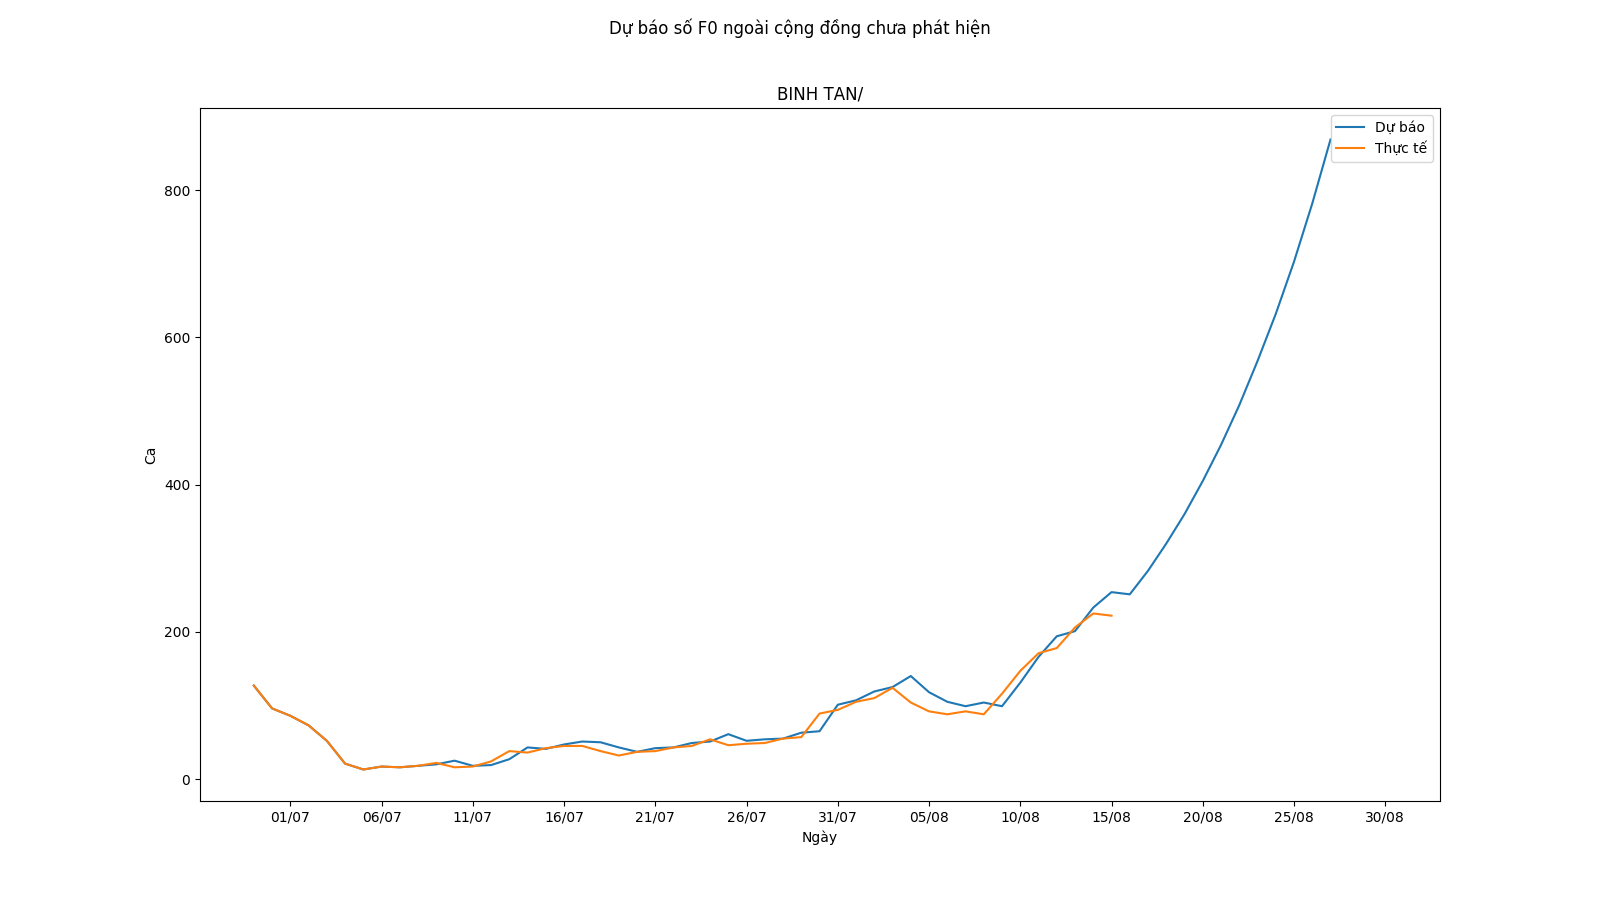 Dự báo số F0 ngoài cộng đồng chưa phát hiện
BINH TAN/
Dự báo
Thực tế
800
600
400
200
0
Ca
01/07 06/07 11/07 16/07 21/07 26/07 31/07 05/08 10/08 15/08 20/08 25/08 30/08
Ngày